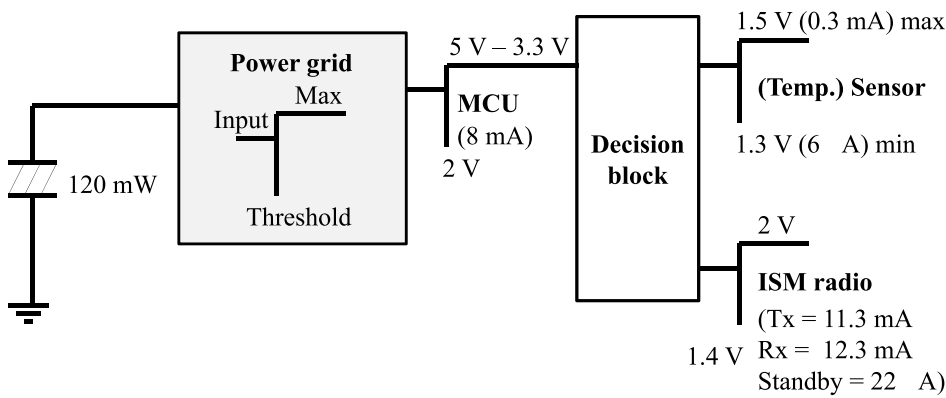 120 mW
Power grid
Max
Input
Threshold
5 V – 3.3 V
MCU
(8 mA)
2 V
Decision
block
1.5 V (0.3 mA) max
(Temp.) Sensor
1.3 V (6 A) min
2 V
ISM radio
(Tx = 11.3 mA
Rx = 12.3 mA
Standby = 22 A)
1.4 V